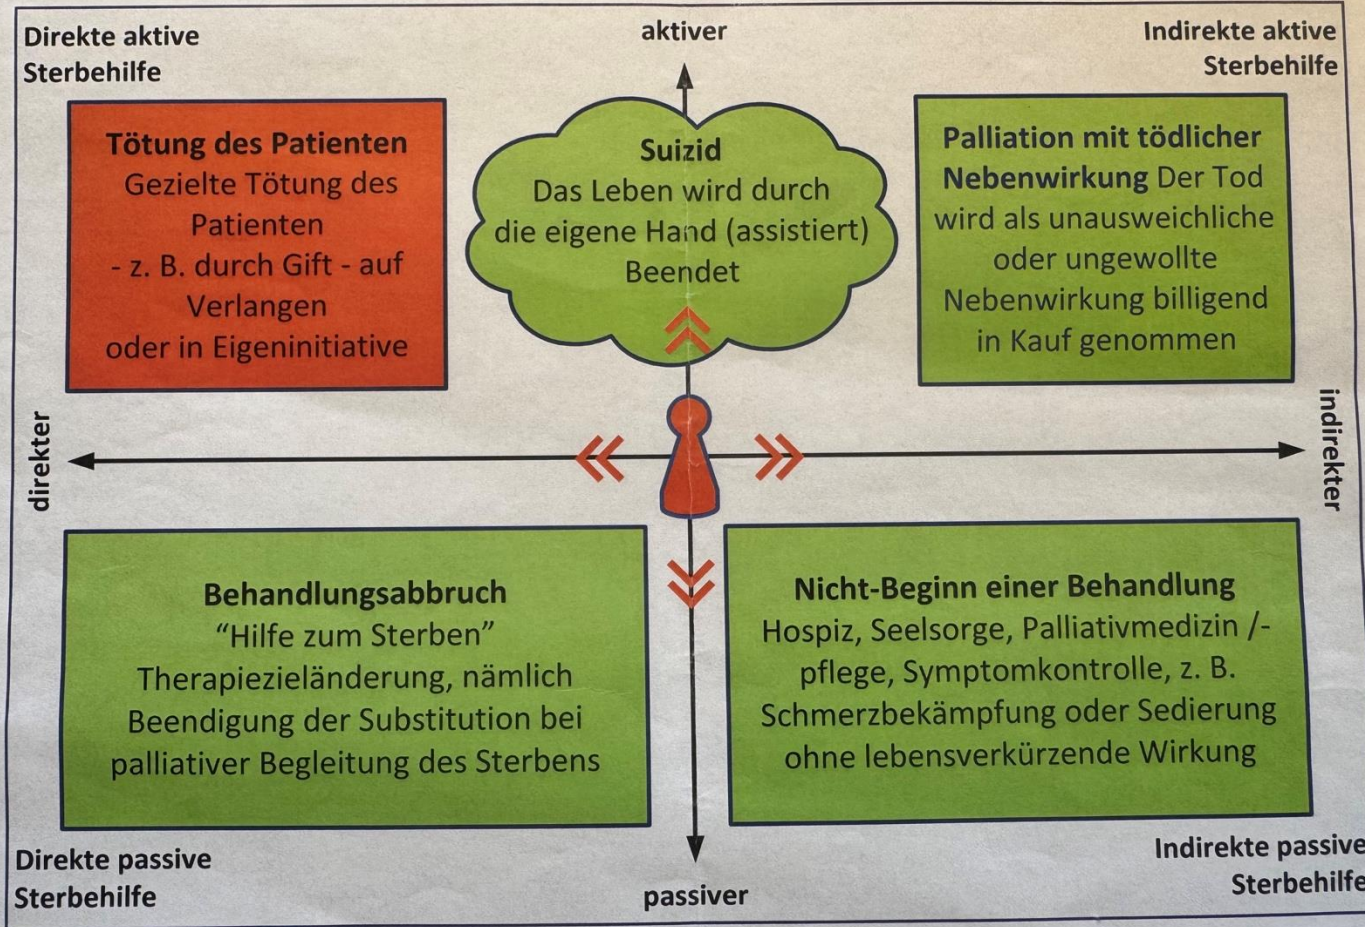 Direkte aktive
Sterbehilfe
aktiver
Indirekte aktive
Sterbehilfe
Tötung des Patienten
Gezielte Tötung des
Patienten
- z. B. durch Gift - auf
Verlangen
oder in Eigeninitiative
Suizid
Das Leben wird durch
die eigene Hand (assistiert)
Beendet
Palliation mit tödlicher
Nebenwirkung Der Tod
wird als unausweichliche
oder ungewollte
Nebenwirkung billigend
in Kauf genommen
direkter
indirekter
Behandlungsabbruch
“Hilfe zum Sterben”
Therapiezieländerung, nämlich
Beendigung der Substitution bei
palliativer Begleitung des Sterbens
Nicht-Beginn einer Behandlung
Hospiz, Seelsorge, Palliativmedizin /-
pflege, Symptomkontrolle, z. B.
Schmerzbekämpfung oder Sedierung
ohne lebensverkürzende Wirkung
Direkte passive
Sterbehilfe
passiver
Indirekte passive
Sterbehilfe